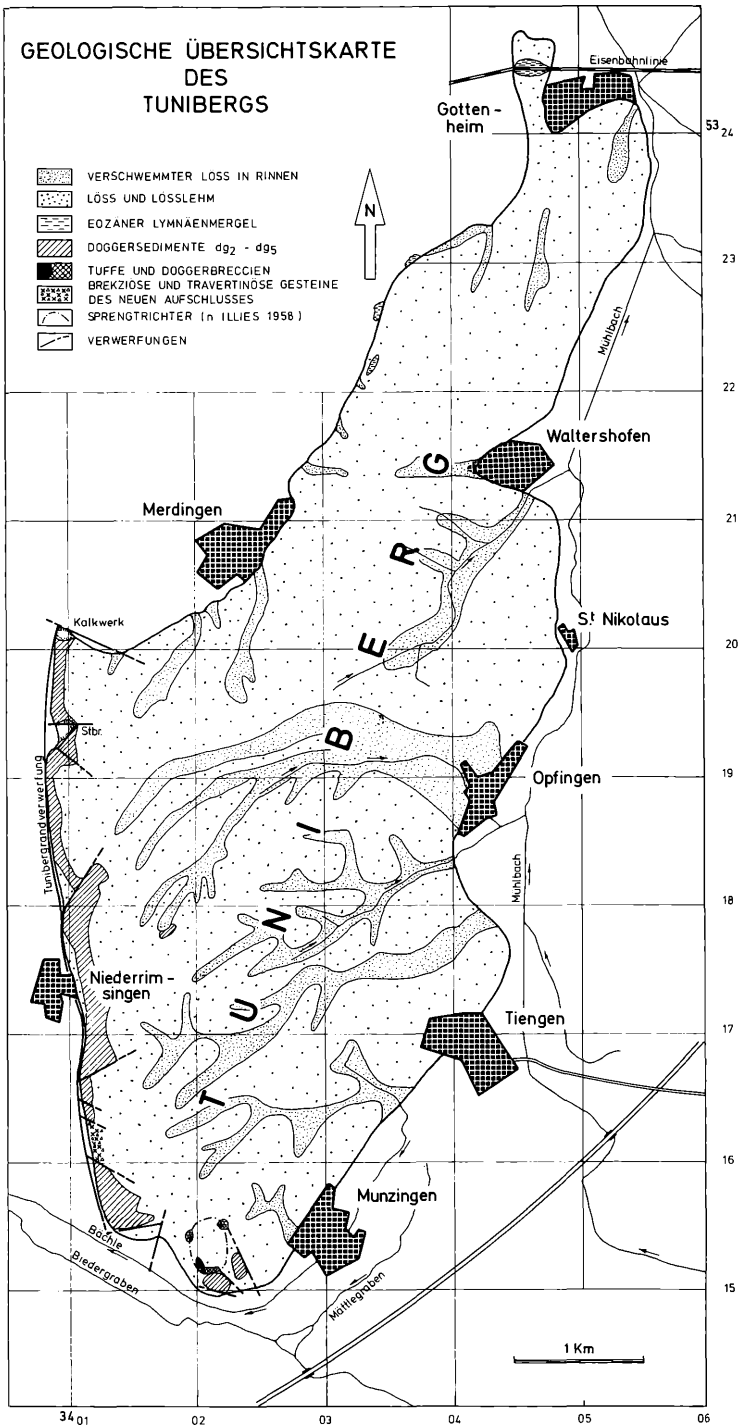 GEOLOGISCHE ÜBERSICHTSKARTE
DES
TUNIBERGS
VERSCHWEMMTER LÖSS IN RINNEN
LÖSS UND LÖSSLEHM
EOZÄNER LYMNÄENMERGEL
DOGGERSEDIMENTE dg2 - dg5
TUFFE UND DOGGERBRECCIEN
BREKZIÖSE UND TRAVERTINÖSE GESTEINE
DES NEUEN AUFSCHLUSSES
SPRENGTRICHTER (n ILLIES 1958)
VERWERFUNGEN
N
Eisenbahnlinie
Gotten-
heim
53 24
23
Mühlbach
22
Waltershofen
Merdingen
21
St. Nikolaus
Kalkwerk
20
Stbr.
19
Opfingen
Tunibergrandverwerfung
Mühlbach
18
Niederrim-
singen
Tiengen
17
TUNIBERG
16
Munzingen
Bächle
Riedergraben
Mattlegraben
15
1 Km
34 01
02
03
04
05
06